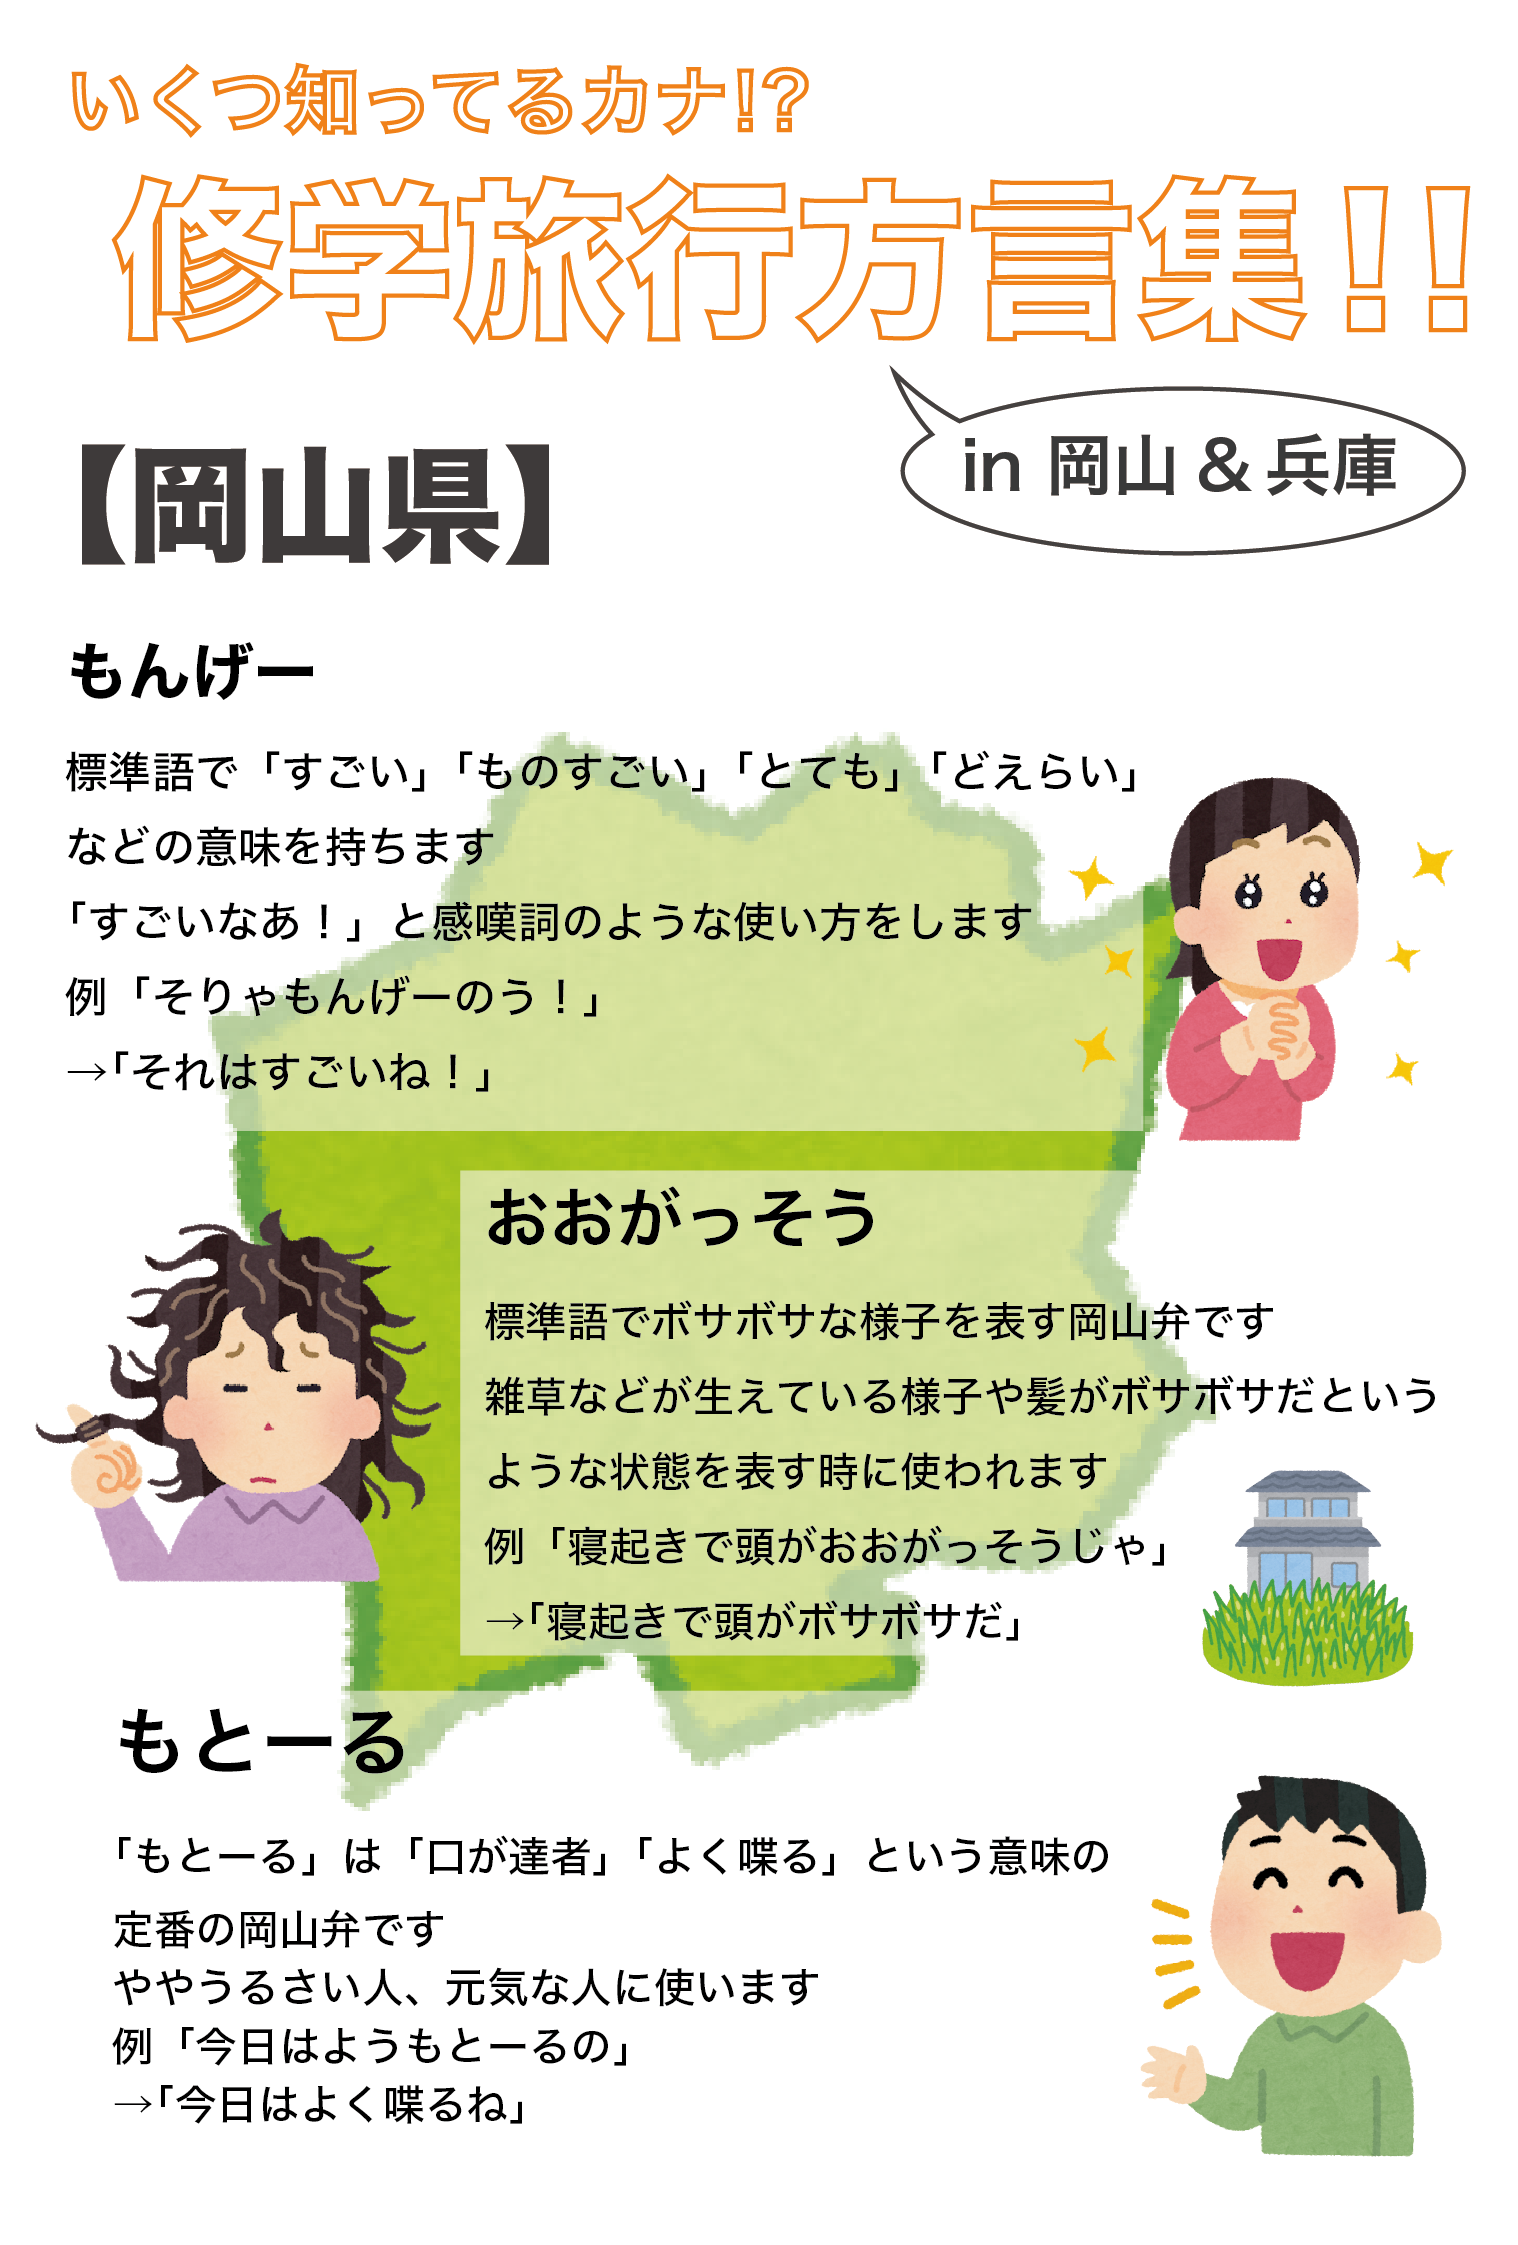 いくつ知ってるカナ!?
修学旅行方言集!!
in 岡山 & 兵庫
【岡山県】
もんげー
標準語で「すごい」「ものすごい」「とても」「どえらい」
などの意味を持ちます
「すごいなあ！」と感嘆詞のような使い方をします
例「そりゃもんげーのう！」
→「それはすごいね！」
おおがっそう
標準語でボサボサな様子を表す岡山弁です
雑草などが生えている様子や髪がボサボサだという
ような状態を表す時に使われます
例「寝起きで頭がおおがっそうじゃ」
→「寝起きで頭がボサボサだ」
もとーる
「もとーる」は「口が達者」「よく喋る」という意味の
定番の岡山弁です
ややうるさい人、元気な人に使います
例「今日はようもとーるの」
→「今日はよく喋るね」